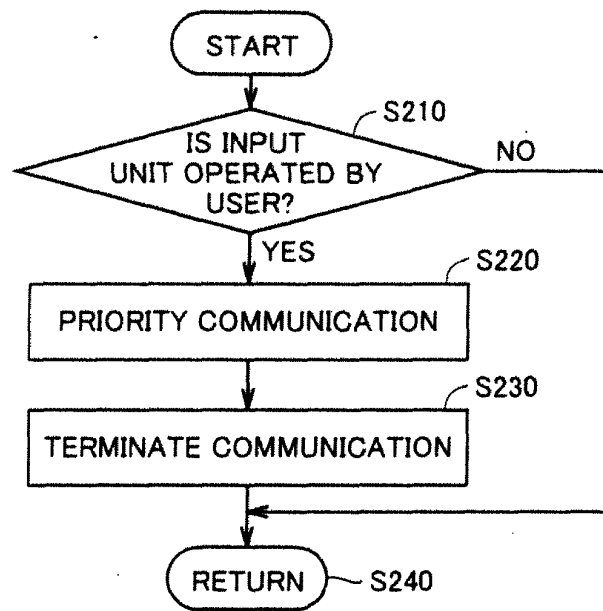 START
S210
IS INPUT
UNIT OPERATED BY
USER?
NO
YES
S220
PRIORITY COMMUNICATION
S230
TERMINATE COMMUNICATION
RETURN
S240